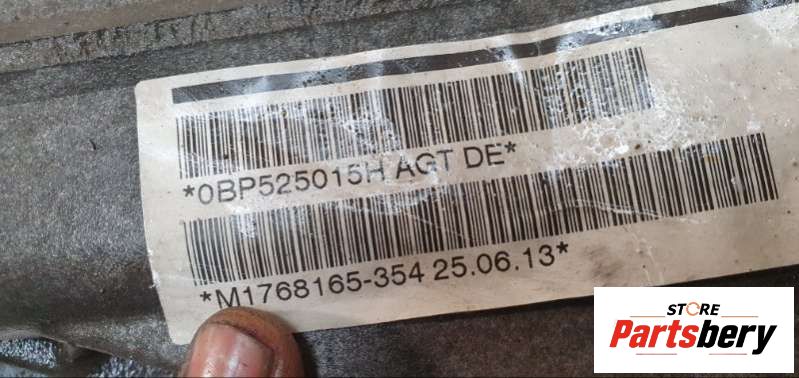 *0BP525015H AGT DE*
*M1768165-354 25.06.13*
STORE
Partsbery